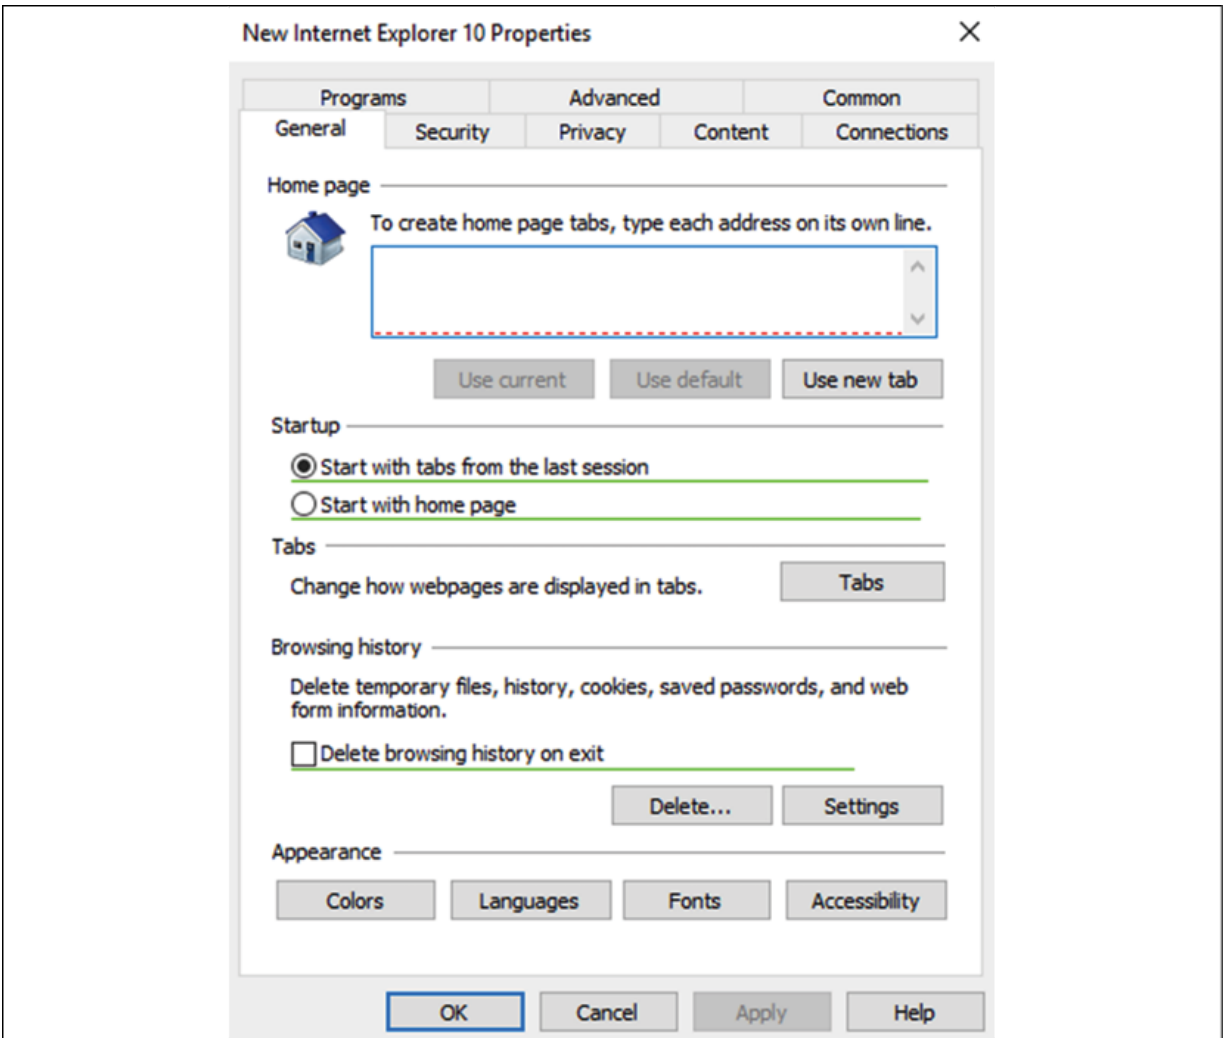 New Internet Explorer 10 Properties
Programs Advanced Common
General Security Privacy Content Connections
Home page
To create home page tabs, type each address on its own line.
Use current Use default Use new tab
Startup
Start with tabs from the last session
Start with home page
Tabs
Change how webpages are displayed in tabs. Tabs
Browsing history
Delete temporary files, history, cookies, saved passwords, and web
form information.
Delete browsing history on exit
Delete... Settings
Appearance
Colors Languages Fonts Accessibility
OK Cancel Apply Help